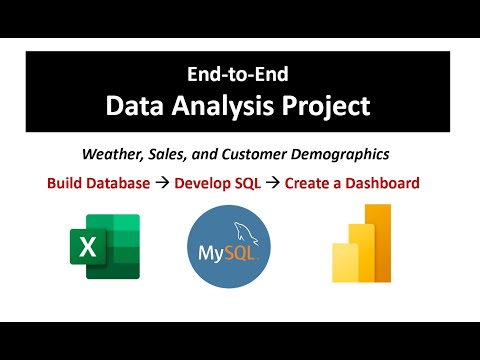 End-to-End
Data Analysis Project
Weather, Sales, and Customer Demographics
Build Database → Develop SQL → Create a Dashboard
X
MySQL